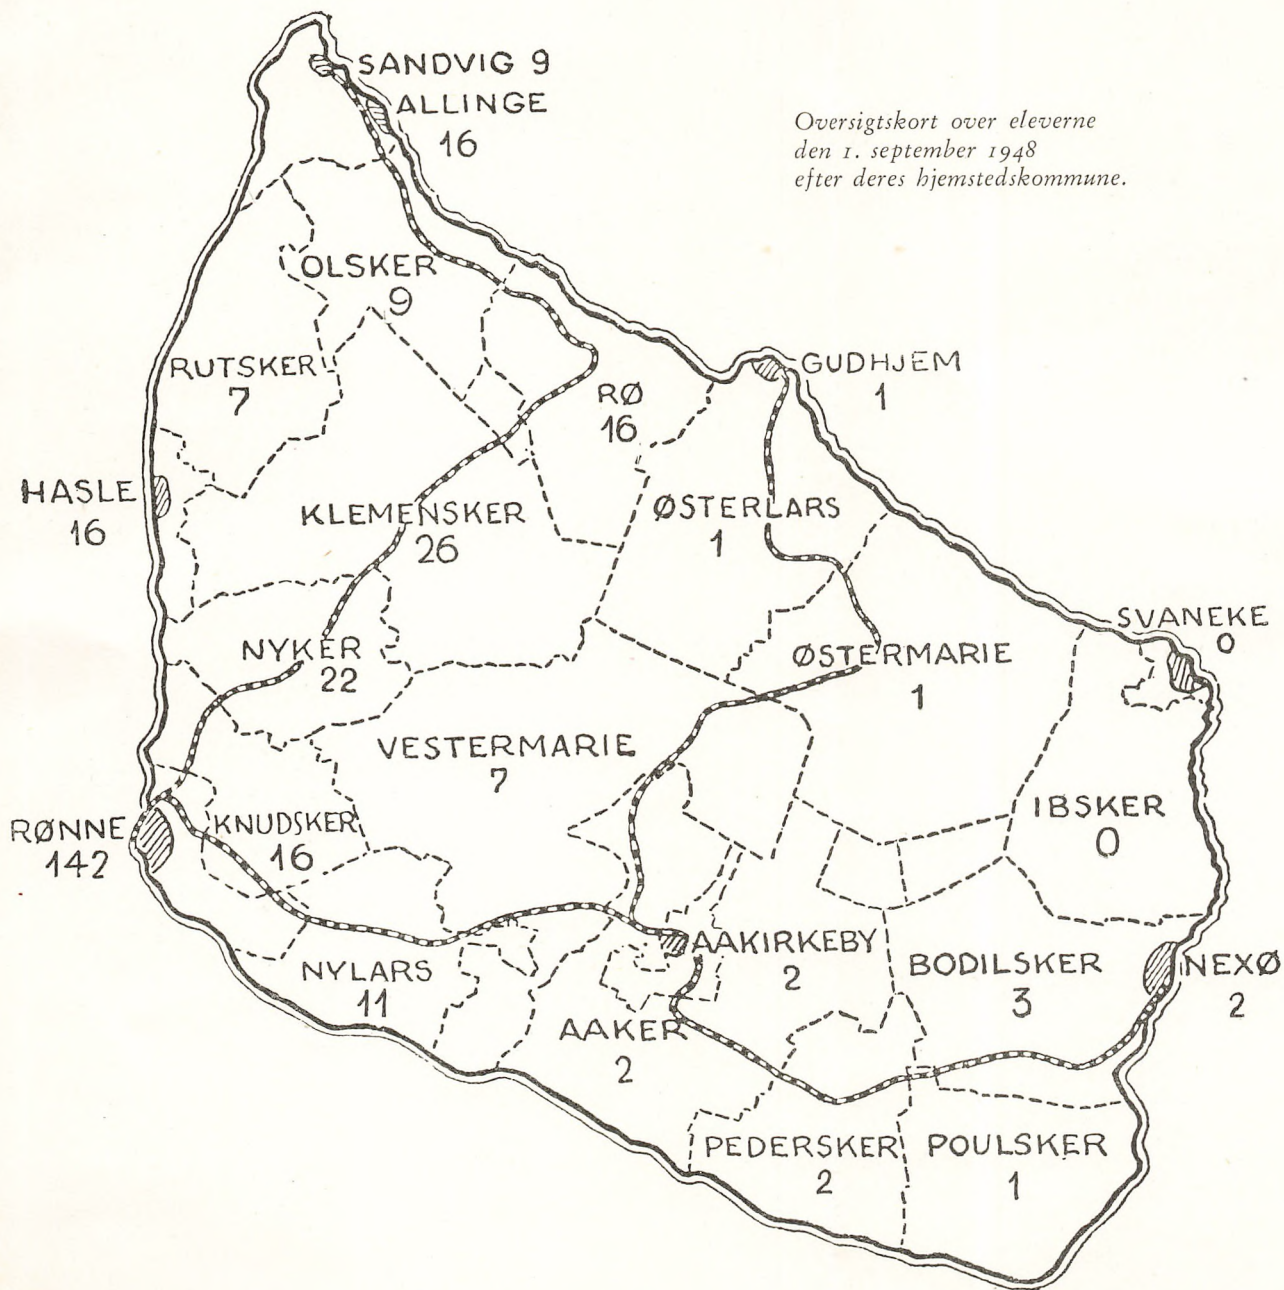 SANDVIG 9
ALLINGE
16
Oversigtskort over eleverne
den 1. september 1948
efter deres hjemstedskommune.
OLSKER
9
RUTSKER
7
GUDHJEM
1
RØ
16
HASLE
16
KLEMENSKER
26
ØSTERLARS
1
SVANEKE
0
NYKER
22
ØSTERMARIE
1
VESTERMARIE
7
IBSKER
0
RØNNE
142
KNUDSKER
16
AAKIRKEBY
2
BODILSKER
3
NEXØ
2
NYLARS
11
AAKER
2
PEDERSKER
2
POULSKER
1